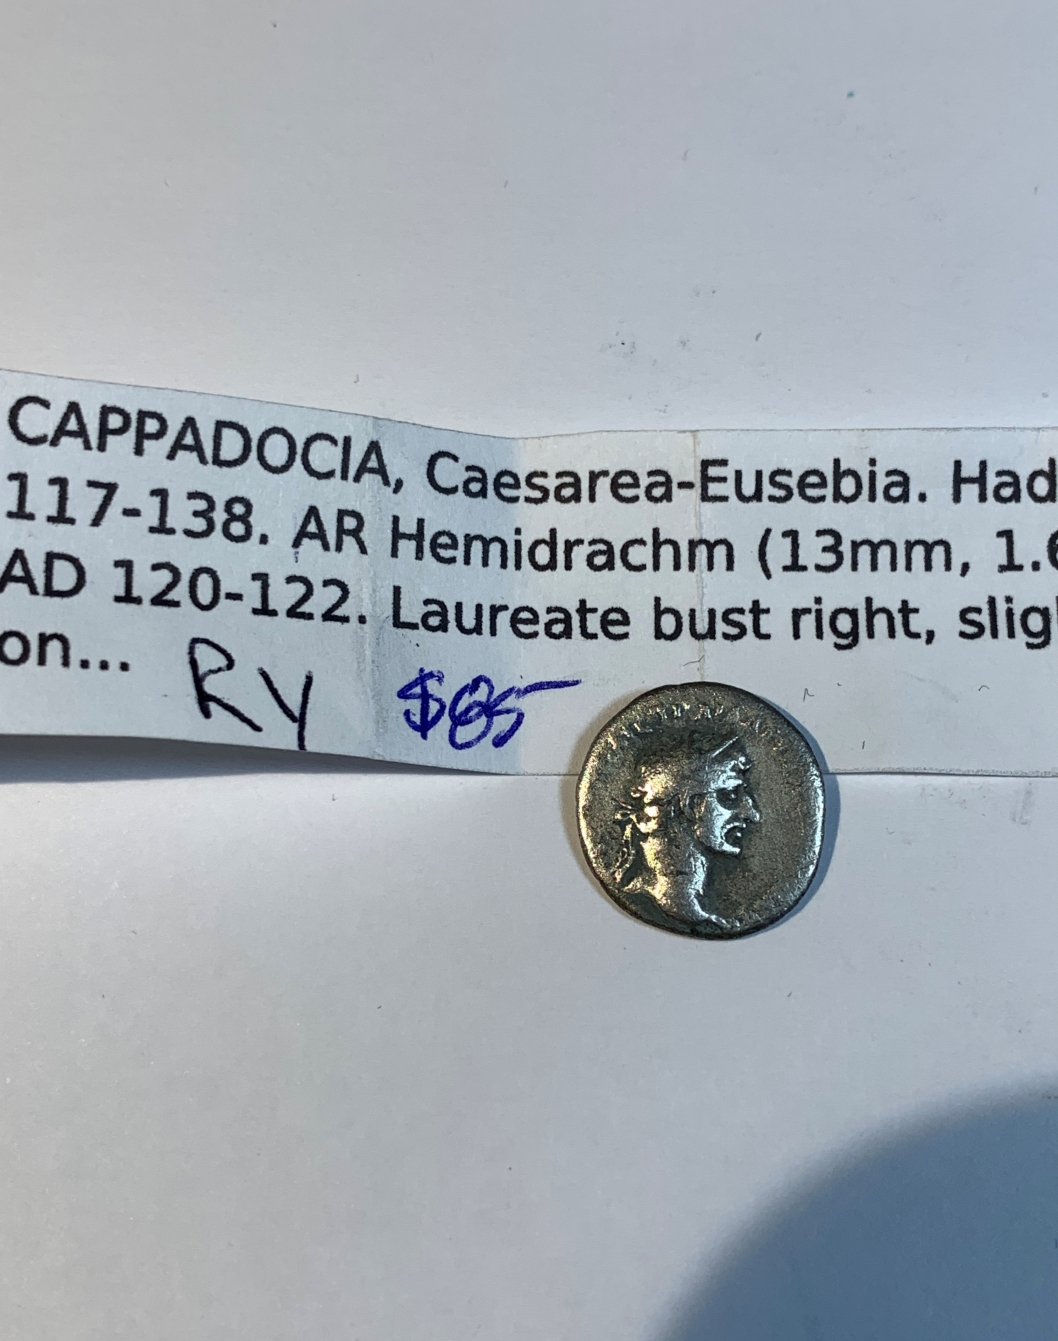 CAPPADOCIA, Caesarea-Eusebia. Had
117-138. AR Hemidrachm (13mm, 1.6
AD 120-122. Laureate bust right, slig
on... RY